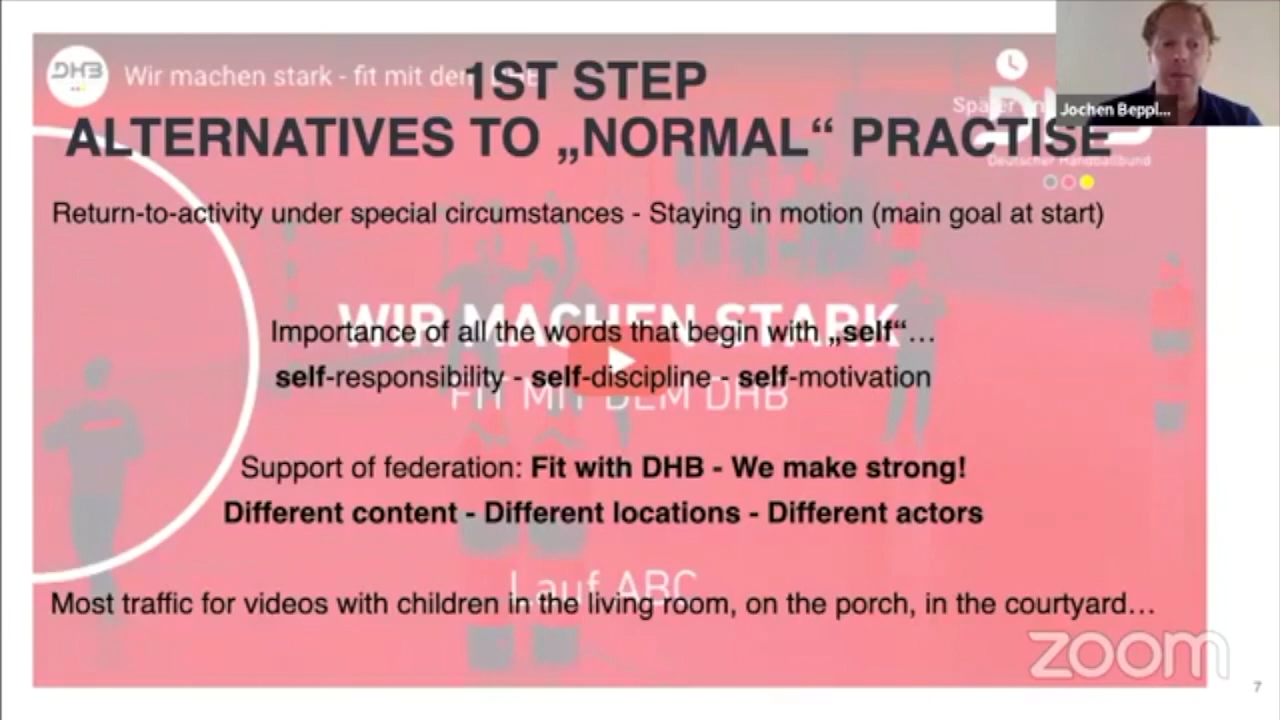 DHB
Wir machen stark - fit mit dem
1ST STEP
ALTERNATIVES TO „NORMAL“ PRACTISE
Deutscher Handballbund
Jochen Beppl...
Return-to-activity under special circumstances - Staying in motion (main goal at start)
WIR MACHEN STARK
Importance of all the words that begin with „self“...
self-responsibility - self-discipline - self-motivation
FIT MIT DEM DHB
Support of federation: Fit with DHB - We make strong!
Different content - Different locations - Different actors
Lauf ABC
Most traffic for videos with children in the living room, on the porch, in the courtyard...
zoom
7